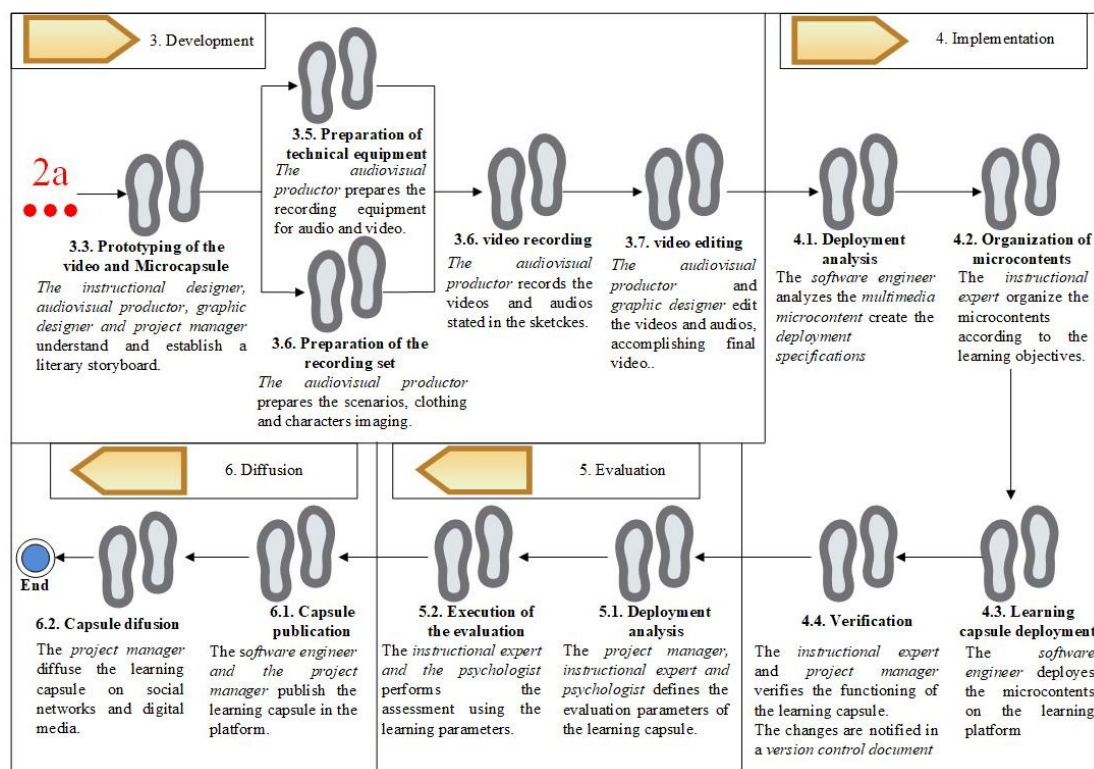 3. Development
4. Implementation
2a
3.3. Prototyping of the
video and Microcapsule
The instructional designer,
audiovisual productor, graphic
designer and project manager
understand and establish a
literary storyboard.
3.5. Preparation of
technical equipment
The audiovisual
productor prepares the
recording equipment
for audio and video.
3.6. Preparation of the
recording set
The audiovisual productor
prepares the scenarios, clothing
and characters imaging.
3.6. video recording
The audiovisual
productor records the
videos and audios
stated in the sketckes.
3.7. video editing
The audiovisual
productor and
graphic designer edit
the videos and audios,
accomplishing final
video..
4.1. Deployment
analysis
The software engineer
analyzes the multimedia
microcontent create the
deployment
specifications
4.2. Organization of
microcontents
The instructional
expert organize the
microcontents
according to the
learning objectives.
6. Diffusion
5. Evaluation
End
6.2. Capsule difusion
The project manager
diffuse the learning
capsule on social
networks and digital
media.
6.1. Capsule
publication
The software engineer
and the project
manager publish the
learning capsule in the
platform.
5.2. Execution of
the evaluation
The instructional expert
and the psychologist
performs the
assessment using the
learning parameters.
5.1. Deployment
analysis
The project manager,
instructional expert and
psychologist defines the
evaluation parameters of
the learning capsule.
4.4. Verification
The instructional expert
and project manager
verifies the functioning of
the learning capsule.
The changes are notified in
a version control document
4.3. Learning
capsule deployment
The software
engineer deployes
the microcontents
on the learning
platform